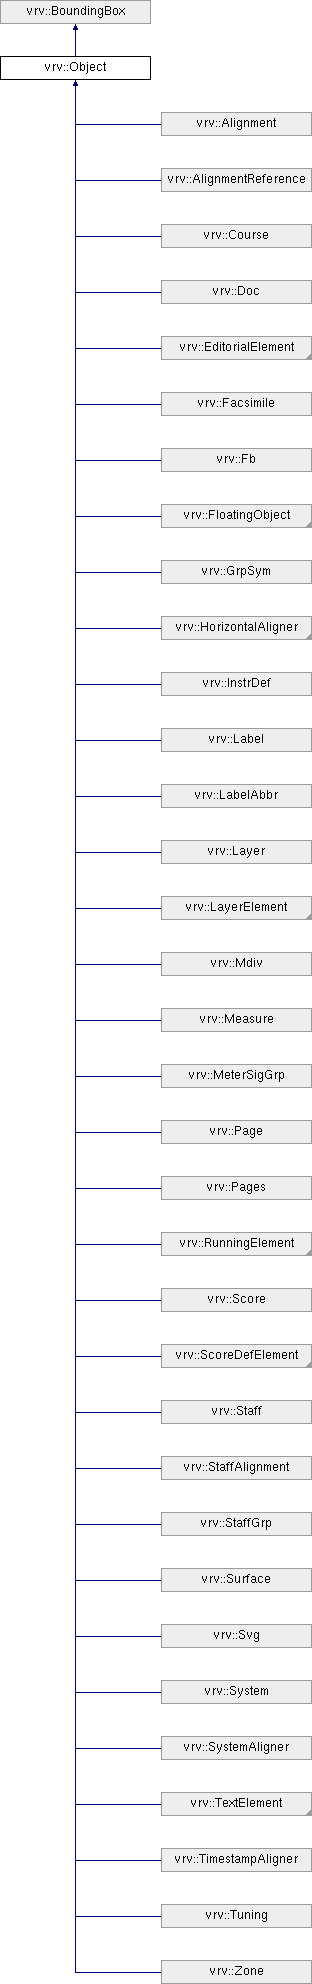 vrv::BoundingBox
vrv::Object
vrv::Alignment
vrv::AlignmentReference
vrv::Course
vrv::Doc
vrv::EditorialElement
vrv::Facsimile
vrv::Fb
vrv::FloatingObject
vrv::GrpSym
vrv::HorizontalAligner
vrv::InstrDef
vrv::Label
vrv::LabelAbbr
vrv::Layer
vrv::LayerElement
vrv::Mdiv
vrv::Measure
vrv::MeterSigGrp
vrv::Page
vrv::Pages
vrv::RunningElement
vrv::Score
vrv::ScoreDefElement
vrv::Staff
vrv::StaffAlignment
vrv::StaffGrp
vrv::Surface
vrv::Svg
vrv::System
vrv::SystemAligner
vrv::TextElement
vrv::TimestampAligner
vrv::Tuning
vrv::Zone